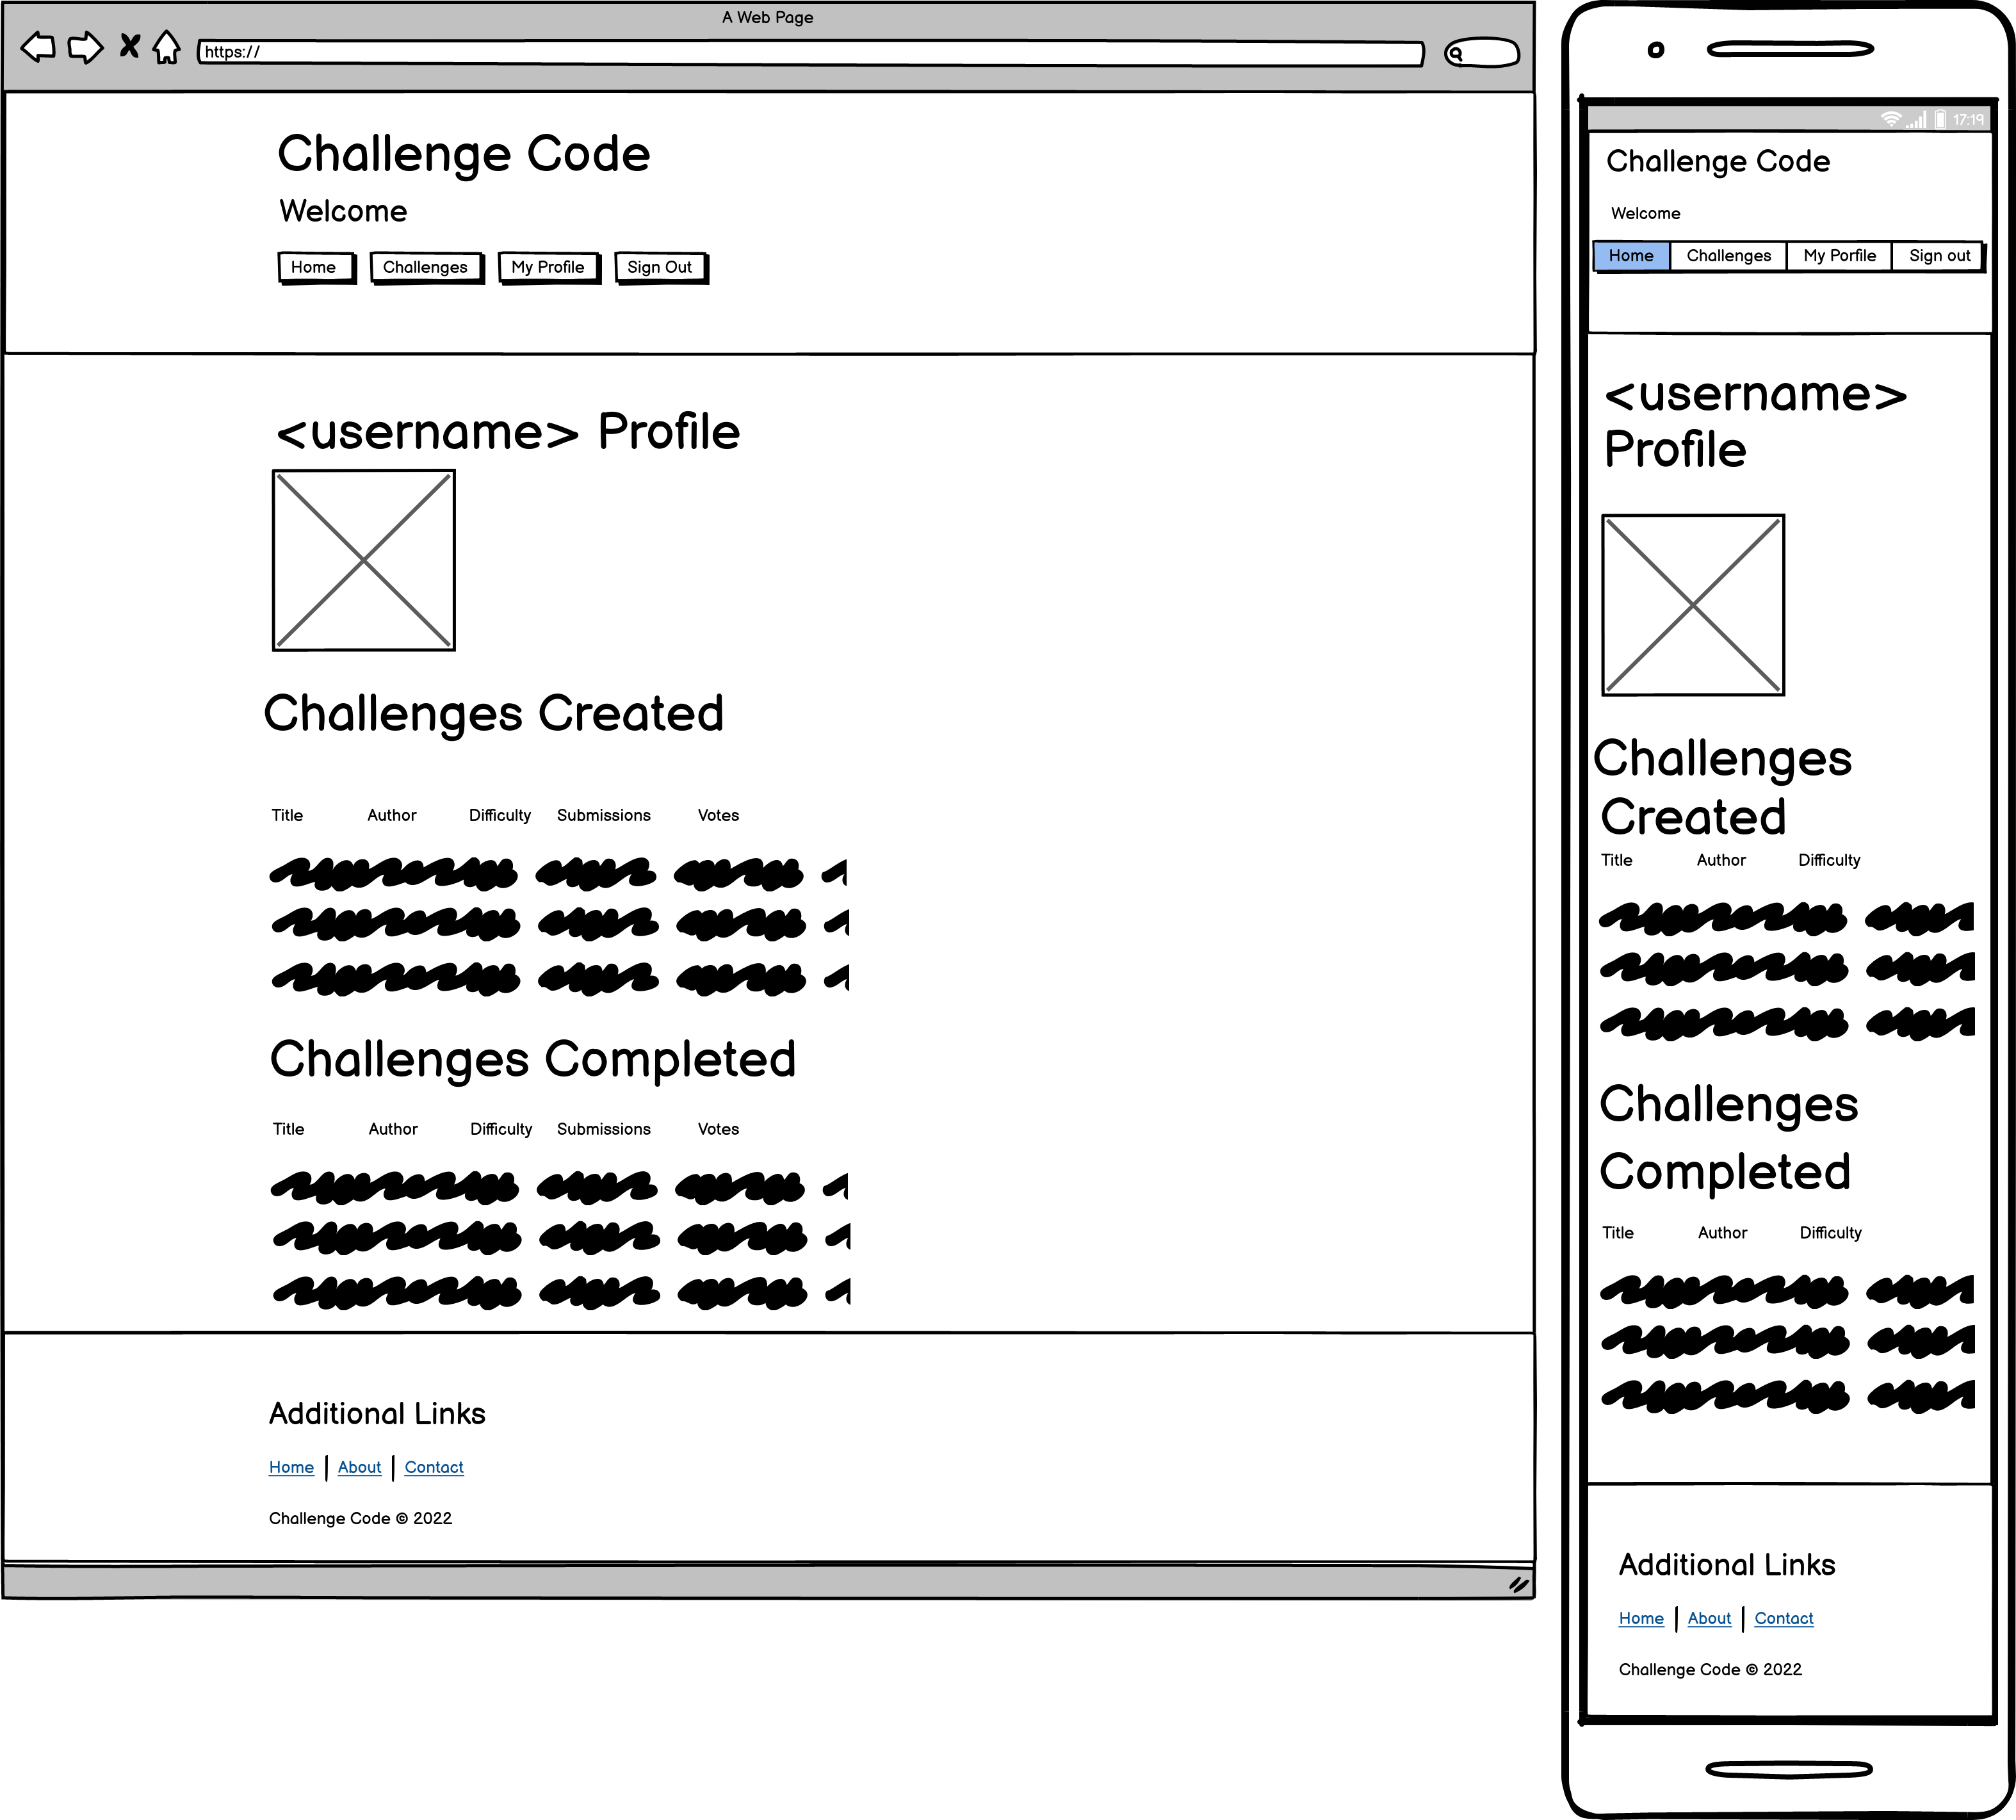 A Web Page
https://
Challenge Code
Welcome
Home Challenges My Profile Sign Out
<username> Profile
Challenges Created
Title Author Difficulty Submissions Votes
Challenges Completed
Title Author Difficulty Submissions Votes
Additional Links
Home | About | Contact
Challenge Code © 2022
17:19
Challenge Code
Welcome
Home Challenges My Porfile Sign out
<username>
Profile
Challenges
Created
Title Author Difficulty
Challenges
Completed
Title Author Difficulty
Additional Links
Home | About | Contact
Challenge Code © 2022